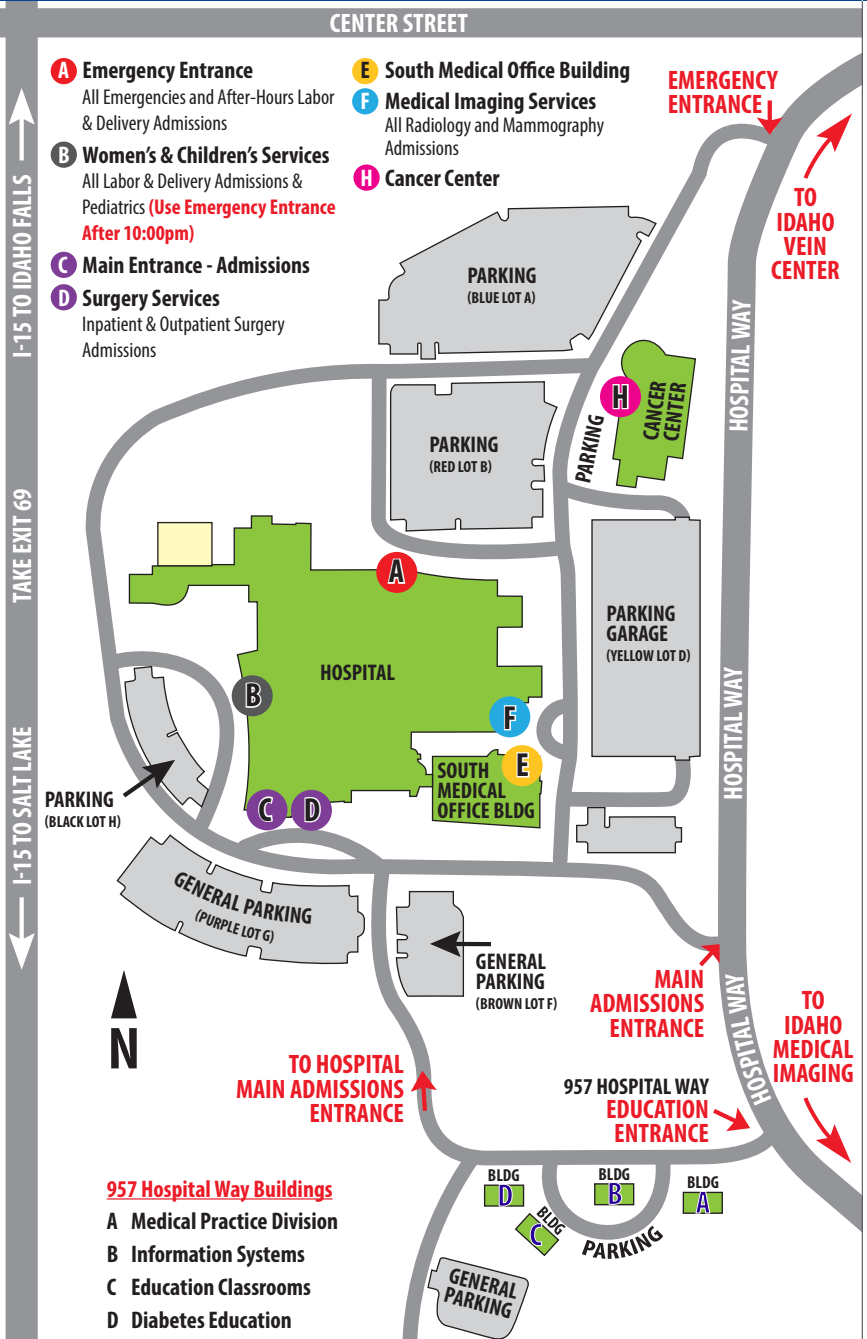 CENTER STREET
A Emergency Entrance
All Emergencies and After-Hours Labor
& Delivery Admissions
B Women's & Children's Services
All Labor & Delivery Admissions &
Pediatrics (Use Emergency Entrance
After 10:00pm)
C Main Entrance - Admissions
D Surgery Services
Inpatient & Outpatient Surgery
Admissions
E South Medical Office Building
F Medical Imaging Services
All Radiology and Mammography
Admissions
H Cancer Center
EMERGENCY
ENTRANCE
TO
IDAHO
VEIN
CENTER
I-15 TO IDAHO FALLS
TAKE EXIT 69
I-15 TO SALT LAKE
PARKING
(BLUE LOT A)
HOSPITAL WAY
H
CANCER
CENTER
PARKING
PARKING
(RED LOT B)
A
PARKING
GARAGE
(YELLOW LOT D)
HOSPITAL
B
F
HOSPITAL WAY
E
SOUTH
MEDICAL
OFFICE BLDG
C
D
PARKING
(BLACK LOT H)
GENERAL PARKING
(PURPLE LOT G)
GENERAL
PARKING
(BROWN LOT F)
MAIN
ADMISSIONS
ENTRANCE
HOSPITAL WAY
TO
IDAHO
MEDICAL
IMAGING
N
TO HOSPITAL
MAIN ADMISSIONS
ENTRANCE
957 HOSPITAL WAY
EDUCATION
ENTRANCE
BLDG
D
BLDG
B
BLDG
A
BLDG
C
PARKING
GENERAL
PARKING
957 Hospital Way Buildings
A Medical Practice Division
B Information Systems
C Education Classrooms
D Diabetes Education